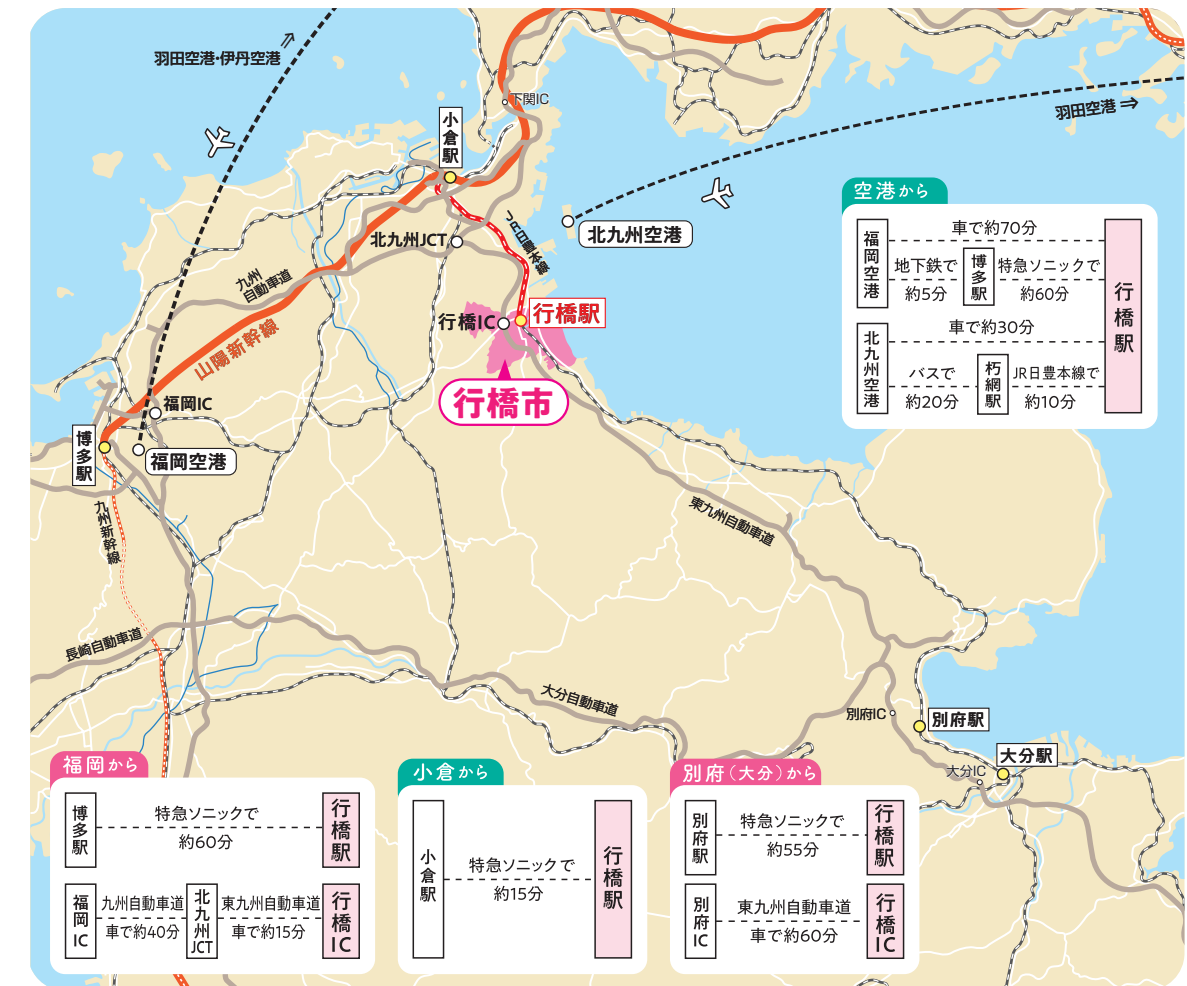 羽田空港・伊丹空港 ⇒
下関IC
羽田空港 ⇒
小倉駅
JR日豊本線
北九州空港
北九州JCT
九州
自動車道
山陽新幹線
行橋IC
行橋駅
行橋市
福岡IC
博多駅
福岡空港
九州新幹線
東九州自動車道
長崎自動車道
大分自動車道
別府IC
別府駅
大分駅
大分IC
空港から
福岡空港
車で約70分
地下鉄で
約5分
博多駅
特急ソニックで
約60分
北九州空港
車で約30分
バスで
約20分
朽網駅
JR日豊本線で
約10分
行橋駅
福岡から
博多駅
特急ソニックで
約60分
行橋駅
福岡IC
九州自動車道
車で約40分
北九州JCT
東九州自動車道
車で約15分
行橋IC
小倉から
小倉駅
特急ソニックで
約15分
行橋駅
別府(大分)から
別府駅
特急ソニックで
約55分
行橋駅
別府IC
東九州自動車道
車で約60分
行橋IC